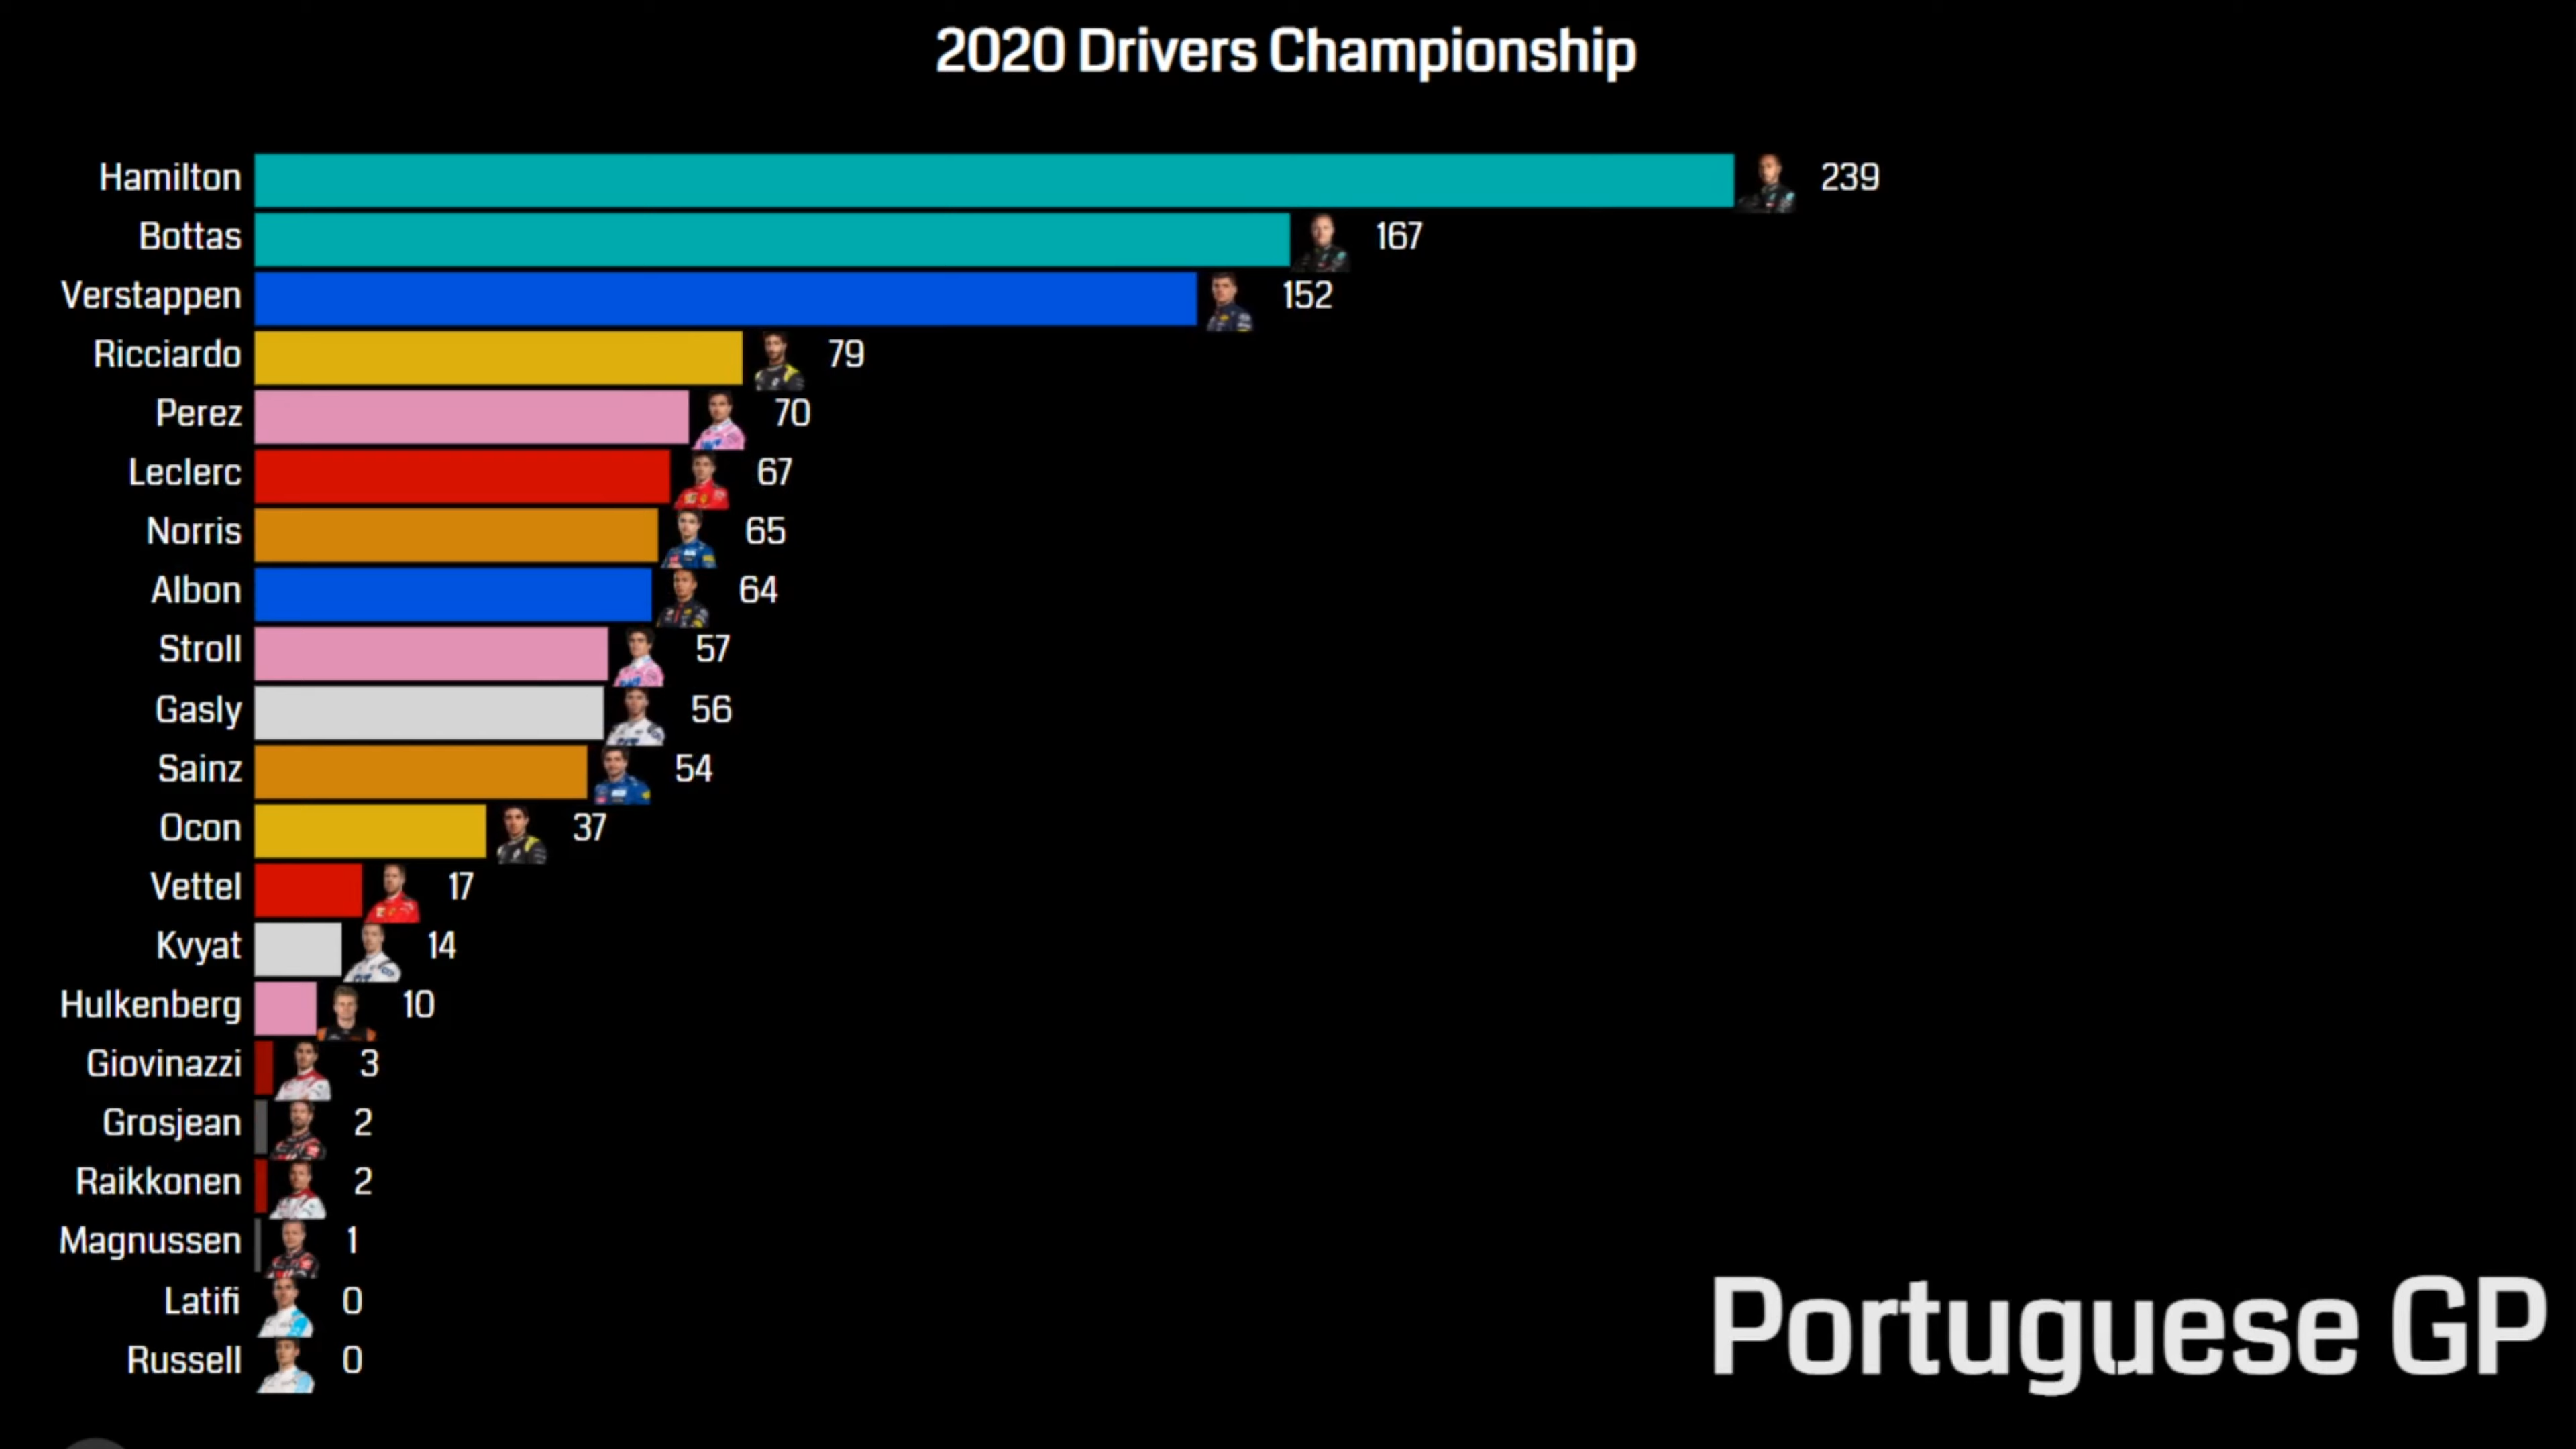 2020 Drivers Championship
Hamilton 239
Bottas 167
Verstappen 152
Ricciardo 79
Perez 70
Leclerc 67
Norris 65
Albon 64
Stroll 57
Gasly 56
Sainz 54
Ocon 37
Vettel 17
Kvyat 14
Hulkenberg 10
Giovinazzi 3
Grosjean 2
Raikkonen 2
Magnussen 1
Latifi 0
Russell 0
Portuguese GP